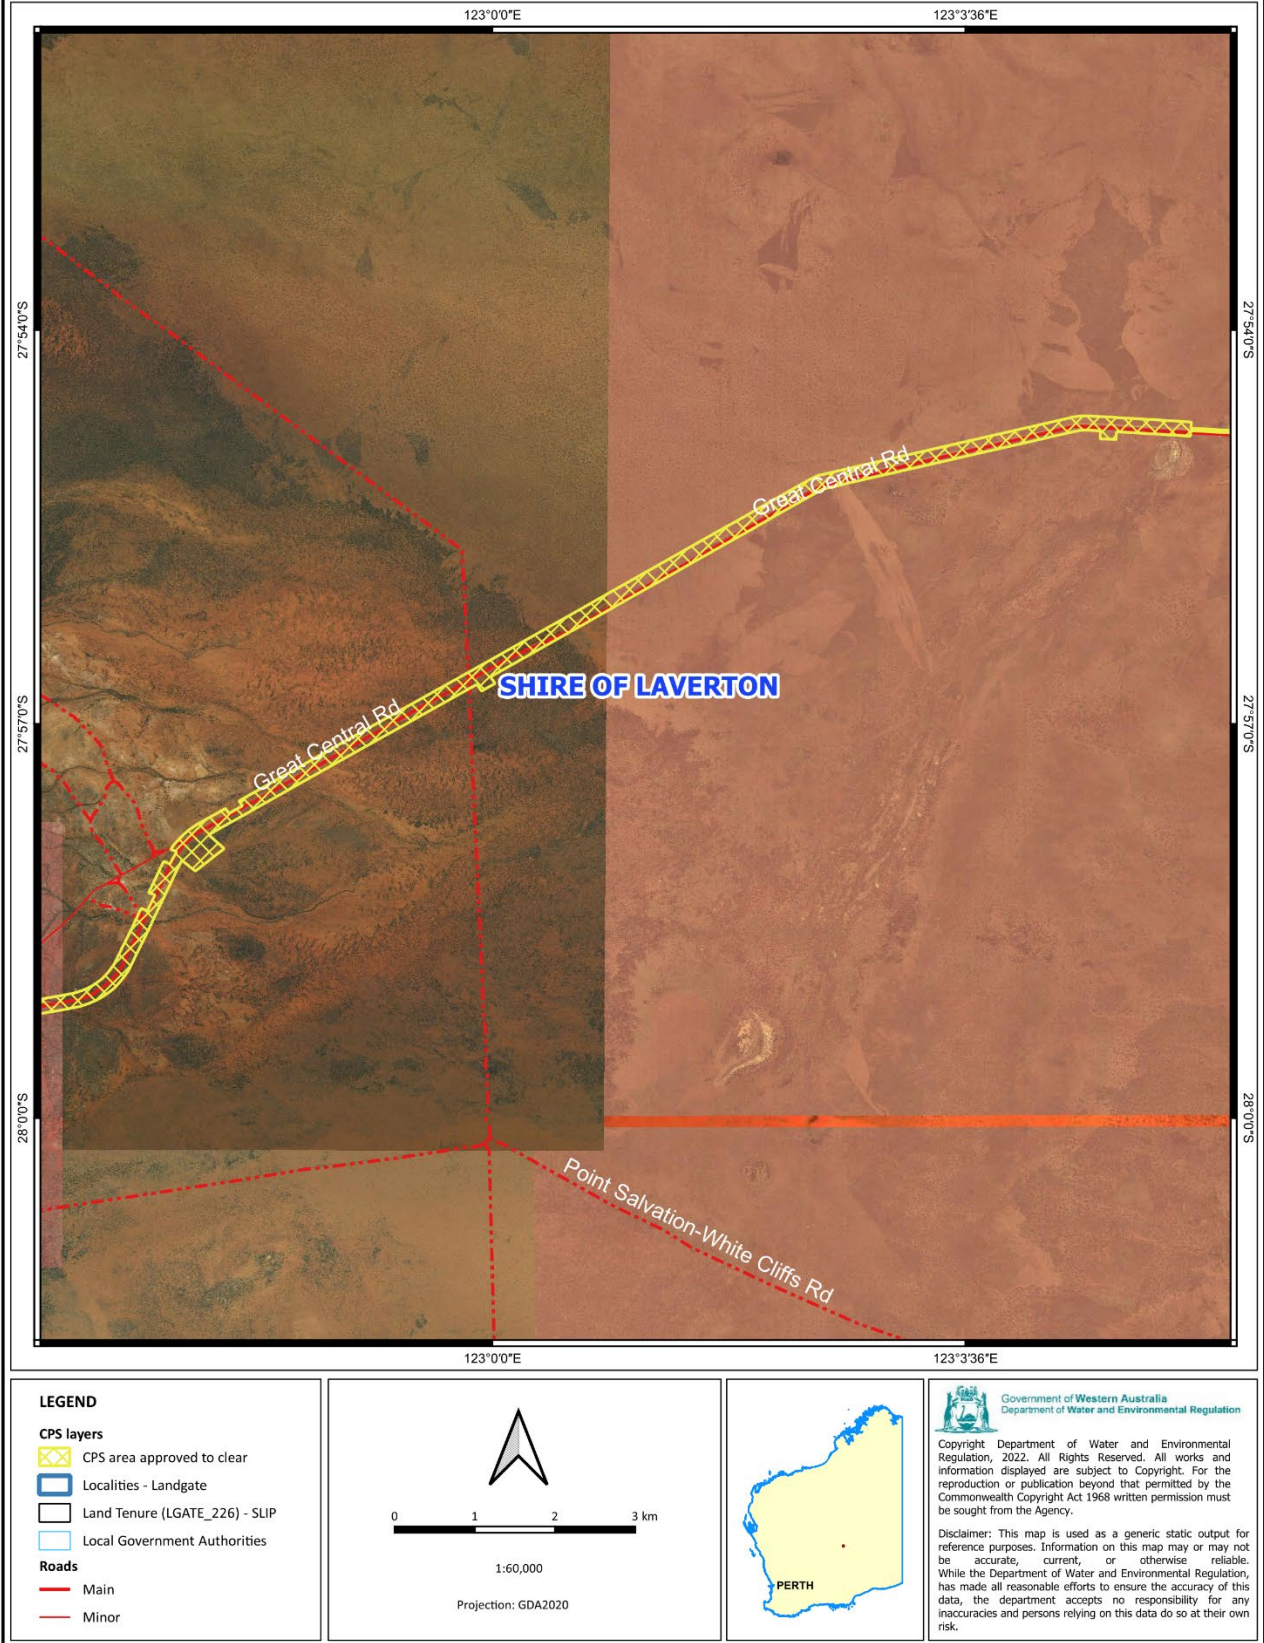 123°0'0"E
123°3'36"E
27°54'0"S
27°54'0"S
Great Central Rd
SHIRE OF LAVERTON
Great Central Rd
27°57'0"S
27°57'0"S
28°0'0"S
28°0'0"S
Point Salvation-White Cliffs Rd
123°0'0"E
123°3'36"E
LEGEND
CPS layers
CPS area approved to clear
Localities - Landgate
Land Tenure (LGATE_226) - SLIP
Local Government Authorities
Roads
Main
Minor
0 1 2 3 km
1:60,000
Projection: GDA2020
PERTH
Government of Western Australia
Department of Water and Environmental Regulation
Copyright Department of Water and Environmental
Regulation, 2022. All Rights Reserved. All works and
information displayed are subject to Copyright. For the
reproduction or publication beyond that permitted by the
Commonwealth Copyright Act 1968 written permission must
be sought from the Agency.
Disclaimer: This map is used as a generic static output for
reference purposes. Information on this map may or may not
be accurate, current, or otherwise reliable.
While the Department of Water and Environmental Regulation,
has made all reasonable efforts to ensure the accuracy of this
data, the department accepts no responsibility for any
inaccuracies and persons relying on this data do so at their own
risk.